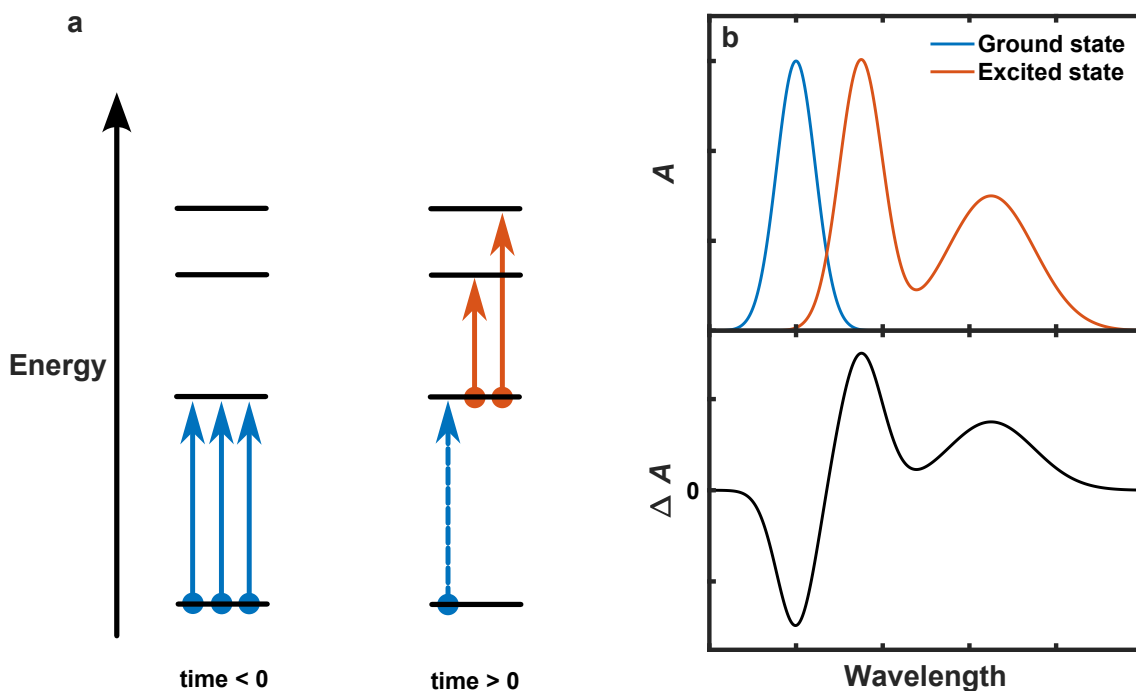 a
Energy
time < 0
time > 0
b
Ground state
Excited state
A
Δ A
0
Wavelength